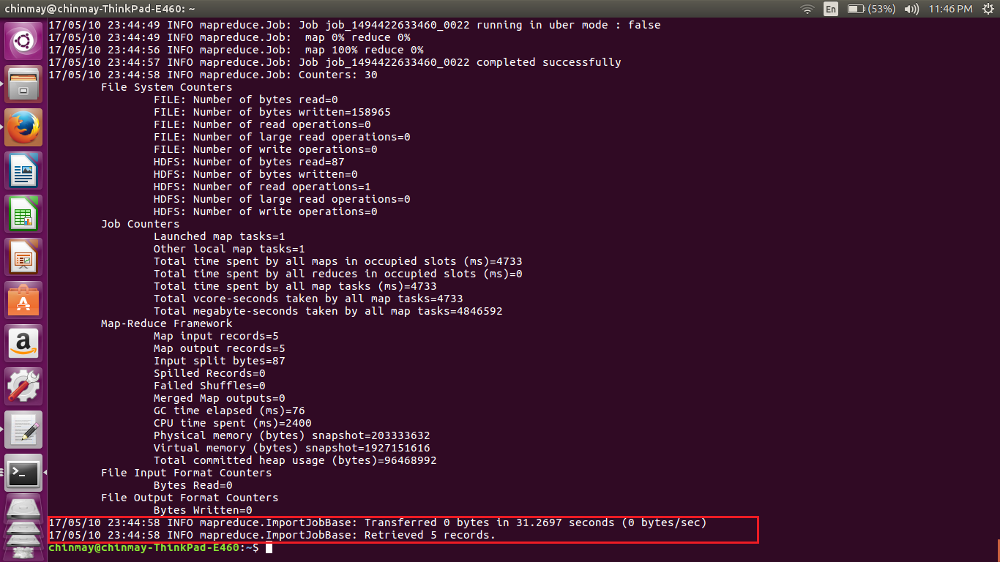 chinmay@chinmay-ThinkPad-E460: ~
En
(53%)
11:46 PM
17/05/10 23:44:49 INFO mapreduce.Job: Job job_1494422633460_0022 running in uber mode : false
17/05/10 23:44:49 INFO mapreduce.Job:  map 0% reduce 0%
17/05/10 23:44:56 INFO mapreduce.Job:  map 100% reduce 0%
17/05/10 23:44:57 INFO mapreduce.Job: Job job_1494422633460_0022 completed successfully
17/05/10 23:44:58 INFO mapreduce.Job: Counters: 30
File System Counters
FILE: Number of bytes read=0
FILE: Number of bytes written=158965
FILE: Number of read operations=0
FILE: Number of large read operations=0
FILE: Number of write operations=0
HDFS: Number of bytes read=87
HDFS: Number of bytes written=0
HDFS: Number of read operations=1
HDFS: Number of large read operations=0
HDFS: Number of write operations=0
Job Counters
Launched map tasks=1
Other local map tasks=1
Total time spent by all maps in occupied slots (ms)=4733
Total time spent by all reduces in occupied slots (ms)=0
Total time spent by all map tasks (ms)=4733
Total vcore-seconds taken by all map tasks=4733
Total megabyte-seconds taken by all map tasks=4846592
Map-Reduce Framework
Map input records=5
Map output records=5
Input split bytes=87
Spilled Records=0
Failed Shuffles=0
Merged Map outputs=0
GC time elapsed (ms)=76
CPU time spent (ms)=2400
Physical memory (bytes) snapshot=203333632
Virtual memory (bytes) snapshot=1927151616
Total committed heap usage (bytes)=96468992
File Input Format Counters
Bytes Read=0
File Output Format Counters
Bytes Written=0
17/05/10 23:44:58 INFO mapreduce.ImportJobBase: Transferred 0 bytes in 31.2697 seconds (0 bytes/sec)
17/05/10 23:44:58 INFO mapreduce.ImportJobBase: Retrieved 5 records.
chinmay@chinmay-ThinkPad-E460:~$